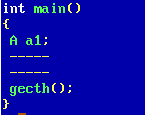 int main()
{
A a1;
-----
-----
gecth();
}